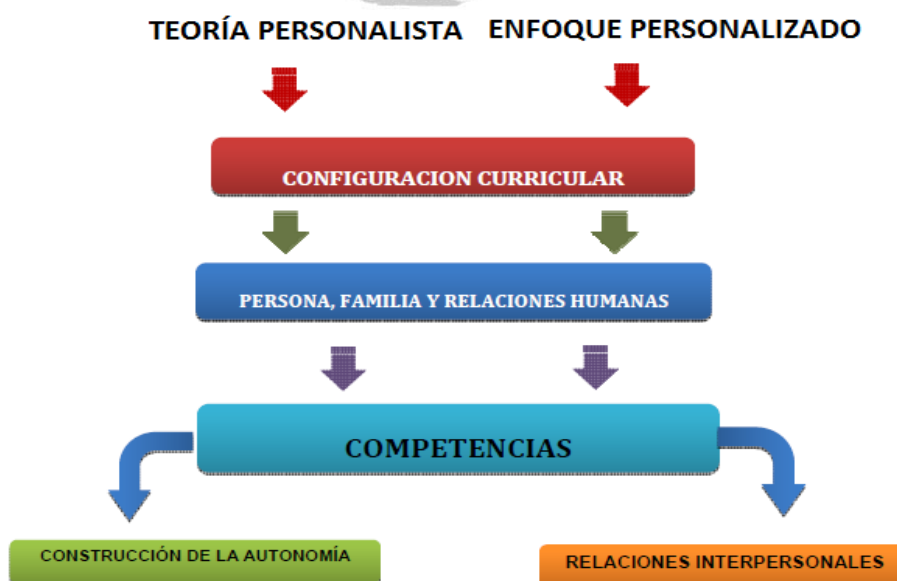 TEORÍA PERSONALISTA ENFOQUE PERSONALIZADO
CONFIGURACION CURRICULAR
PERSONA, FAMILIA Y RELACIONES HUMANAS
COMPETENCIAS
CONSTRUCCIÓN DE LA AUTONOMÍA
RELACIONES INTERPERSONALES